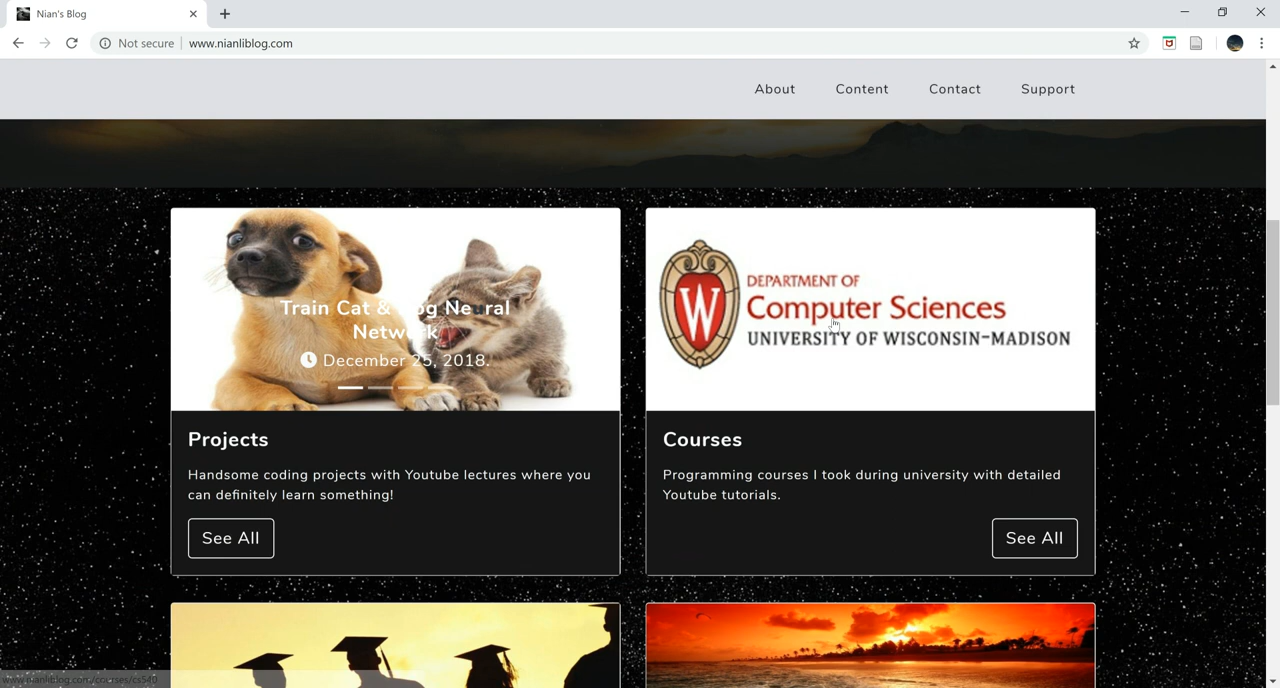 Nian's Blog
Not secure
www.nianliblog.com
About
Content
Contact
Support
Train Cat & Dog Neural
Network
December 25, 2018.
DEPARTMENT OF
W
Computer Sciences
UNIVERSITY OF WISCONSIN–MADISON
Projects
Handsome coding projects with Youtube lectures where you
can definitely learn something!
See All
Courses
Programming courses I took during university with detailed
Youtube tutorials.
See All
www.nianliblog.com/courses/cs540